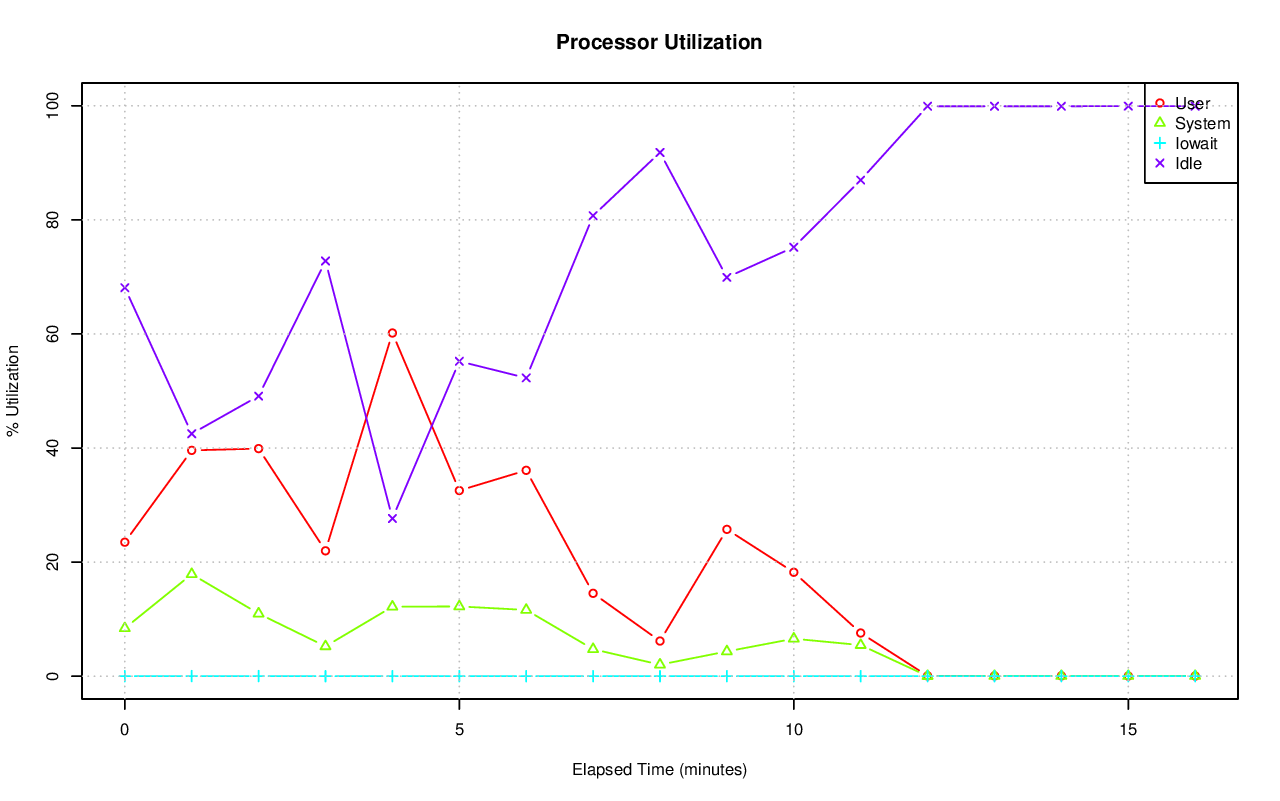 Processor Utilization
% Utilization
100
80
60
40
20
0
User
System
Iowait
Idle
0 5 10 15
Elapsed Time (minutes)